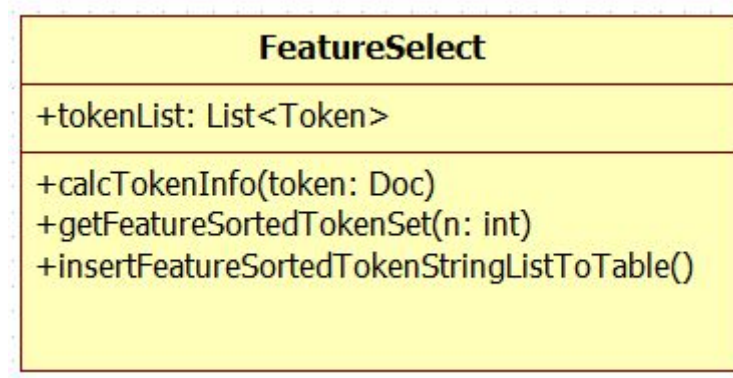 FeatureSelect
+tokenList: List<Token>
+calcTokenInfo(token: Doc)
+getFeatureSortedTokenSet(n: int)
+insertFeatureSortedTokenStringListToTable()